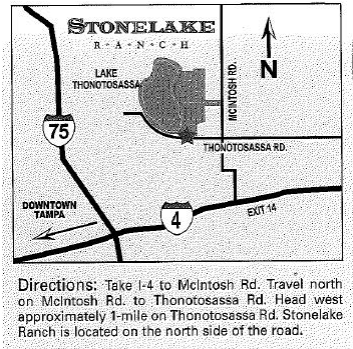 STONELAKE
R·A·N·C·H
LAKE
THONOTOSASSA
N
MCINTOSH RD.
75
THONOTOSASSA RD.
DOWNTOWN
TAMPA
4
EXIT 14
Directions: Take I-4 to McIntosh Rd. Travel north
on McIntosh Rd. to Thonotosassa Rd. Head west
approximately 1-mile on Thonotosassa Rd. Stonelake
Ranch is located on the north side of the road.